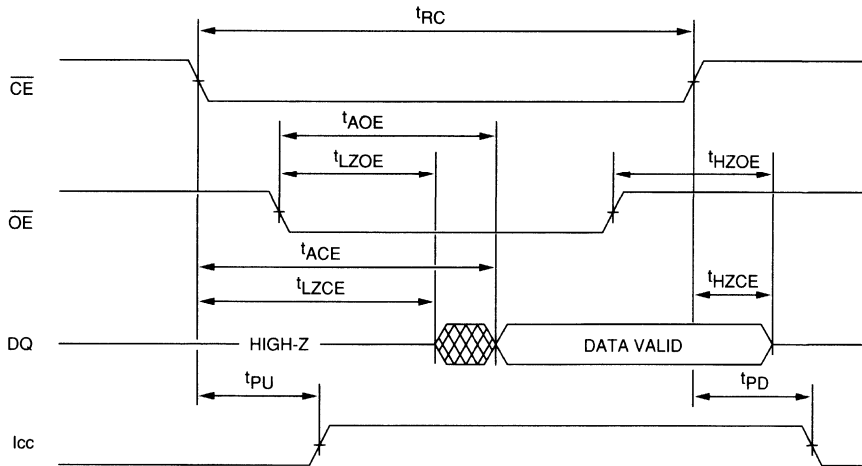 tRC
CE
tAOE
tLZOE
tHZOE
OE
tACE
tLZCE
tHZCE
DQ
HIGH-Z
DATA VALID
tPU
tPD
Icc